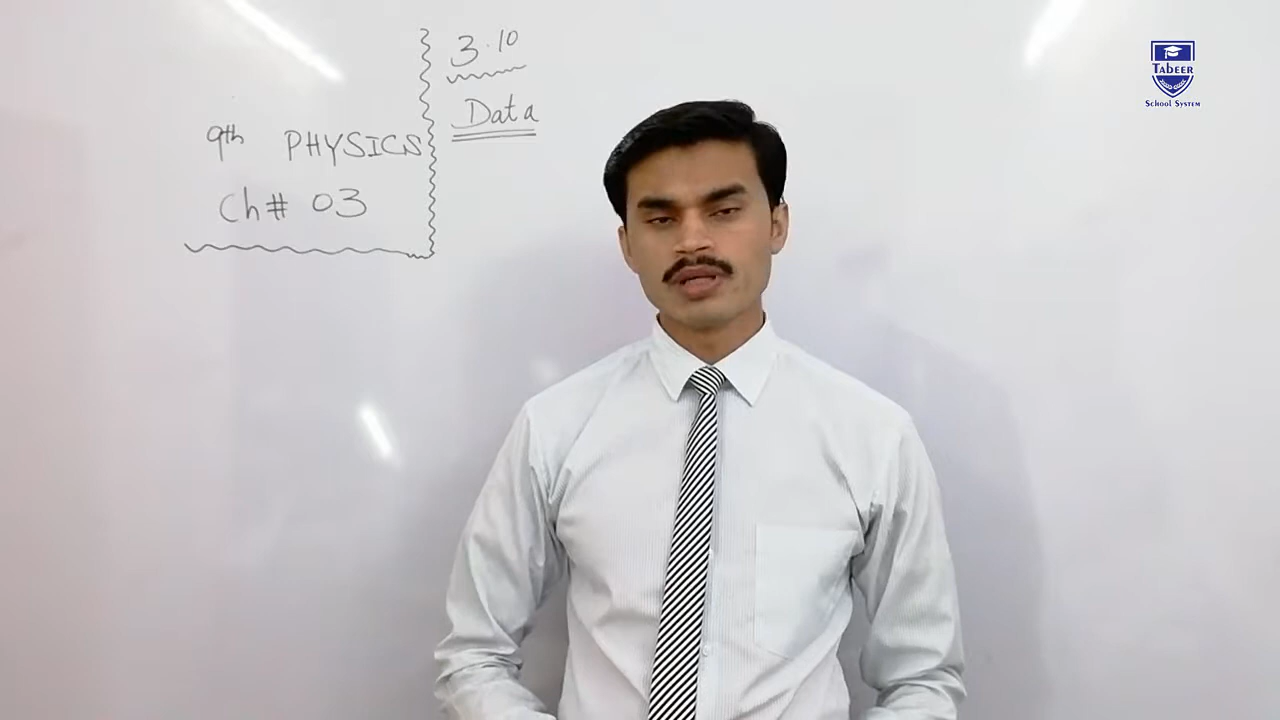 9th PHYSICS
Ch# 03
3.10
Data
TABEER
School System